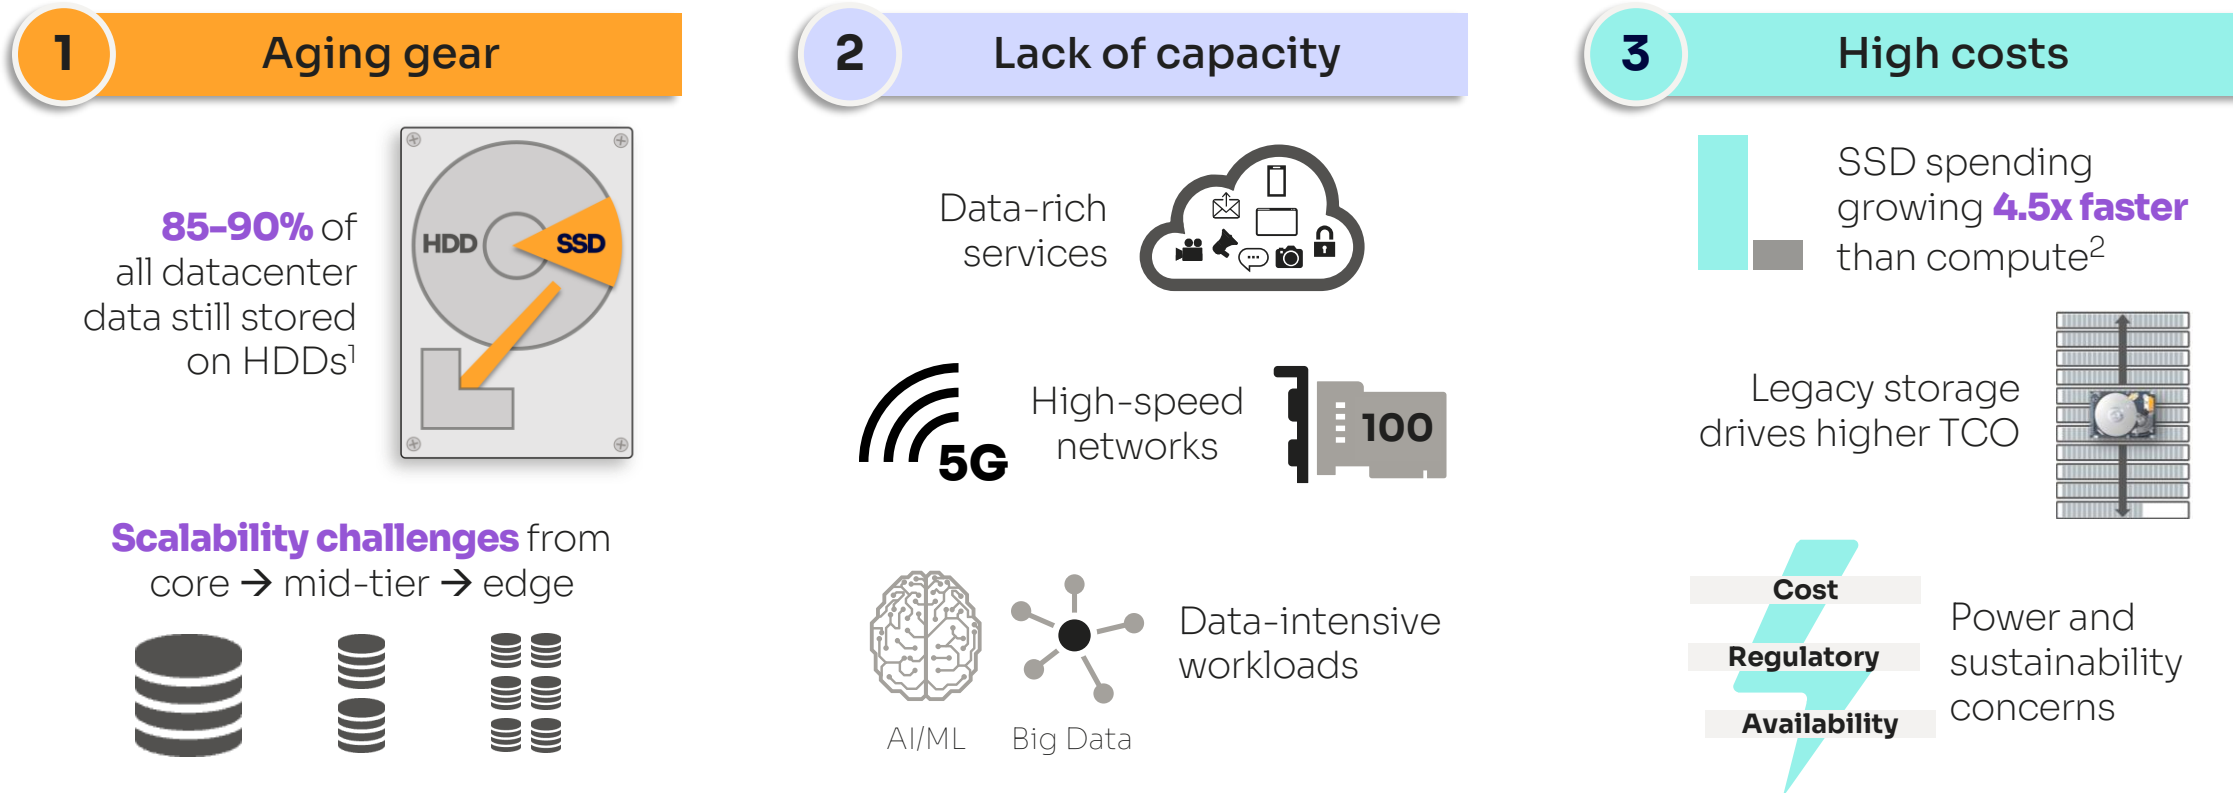 1
Aging gear
85-90% of
all datacenter
data still stored
on HDDs1
HDD
SSD
Scalability challenges from
core → mid-tier → edge
2
Lack of capacity
Data-rich
services
5G
High-speed
networks
100
AI/ML
Big Data
Data-intensive
workloads
3
High costs
SSD spending
growing 4.5x faster
than compute2
Legacy storage
drives higher TCO
Cost
Regulatory
Availability
Power and
sustainability
concerns